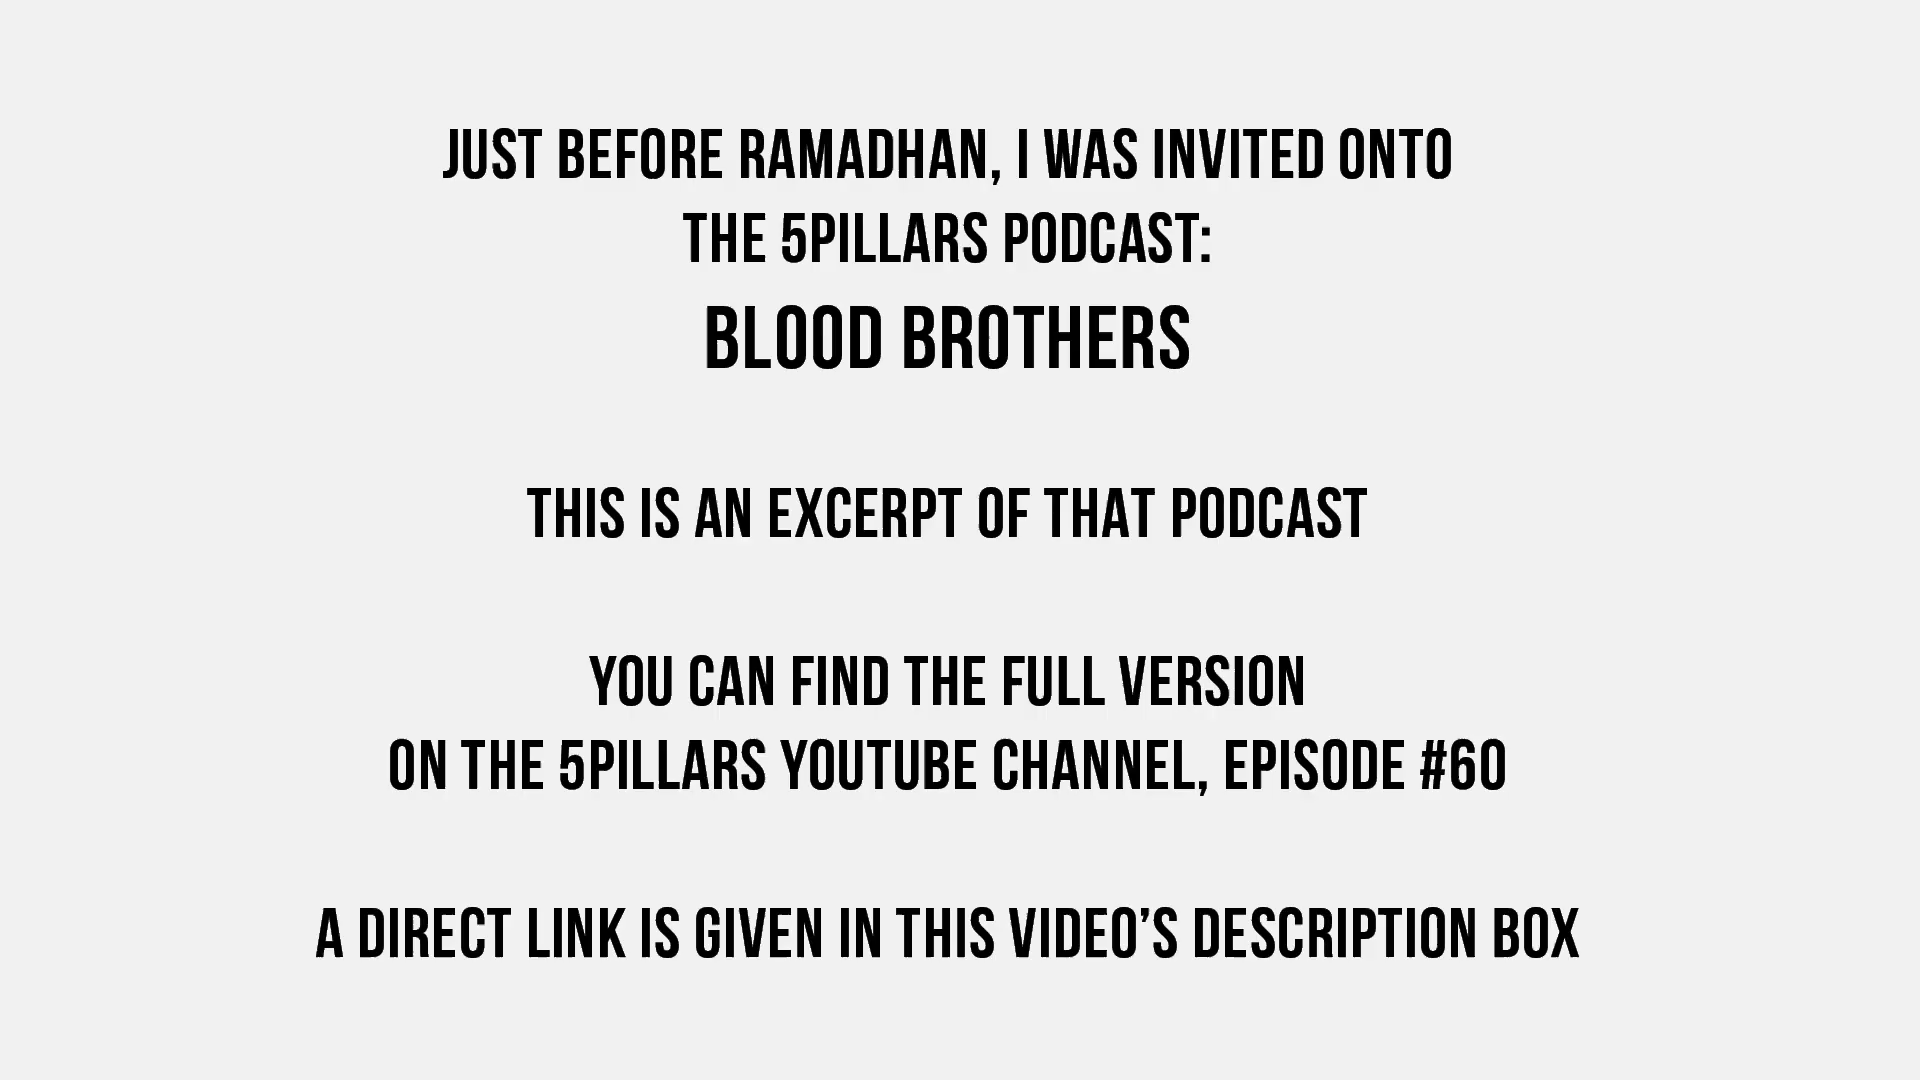 JUST BEFORE RAMADHAN, I WAS INVITED ONTO
THE 5PILLARS PODCAST:
BLOOD BROTHERS
THIS IS AN EXCERPT OF THAT PODCAST
YOU CAN FIND THE FULL VERSION
ON THE 5PILLARS YOUTUBE CHANNEL, EPISODE #60
A DIRECT LINK IS GIVEN IN THIS VIDEO’S DESCRIPTION BOX